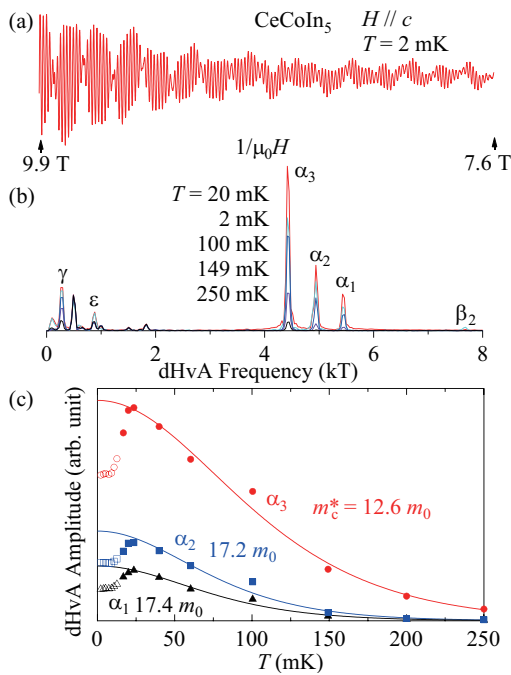 (a)
CeCoIn₅ H // c
T = 2 mK
9.9 T
1/μ₀H
7.6 T
(b)
T = 20 mK
2 mK
100 mK
149 mK
250 mK
γ
ε
α₃
α₂
α₁
β₂
0 2 4 6 8
dHvA Frequency (kT)
(c)
dHvA Amplitude (arb. unit)
α₃
m*c = 12.6 m₀
α₂ 17.2 m₀
α₁ 17.4 m₀
0 50 100 150 200 250
T (mK)